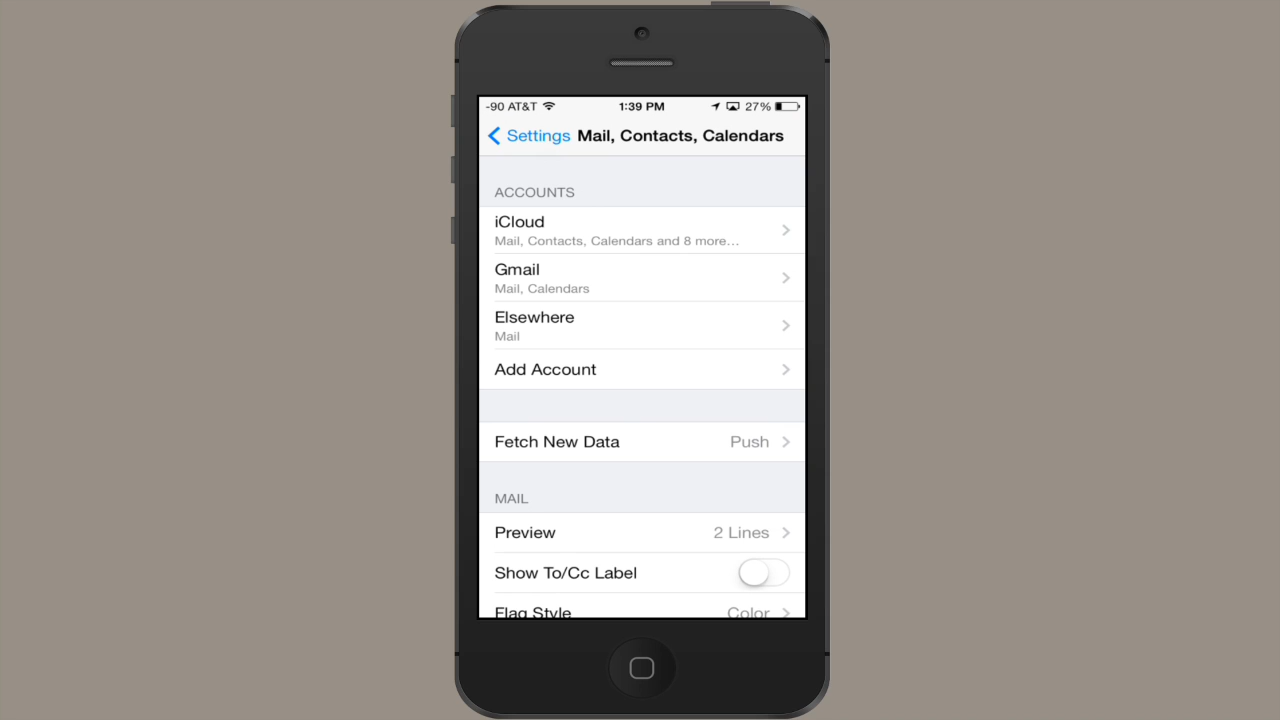 -90 AT&T 1:39 PM 27%
Settings Mail, Contacts, Calendars
ACCOUNTS
iCloud
Mail, Contacts, Calendars and 8 more...
Gmail
Mail, Calendars
Elsewhere
Mail
Add Account
Fetch New Data Push
MAIL
Preview 2 Lines
Show To/Cc Label
Flag Style Color